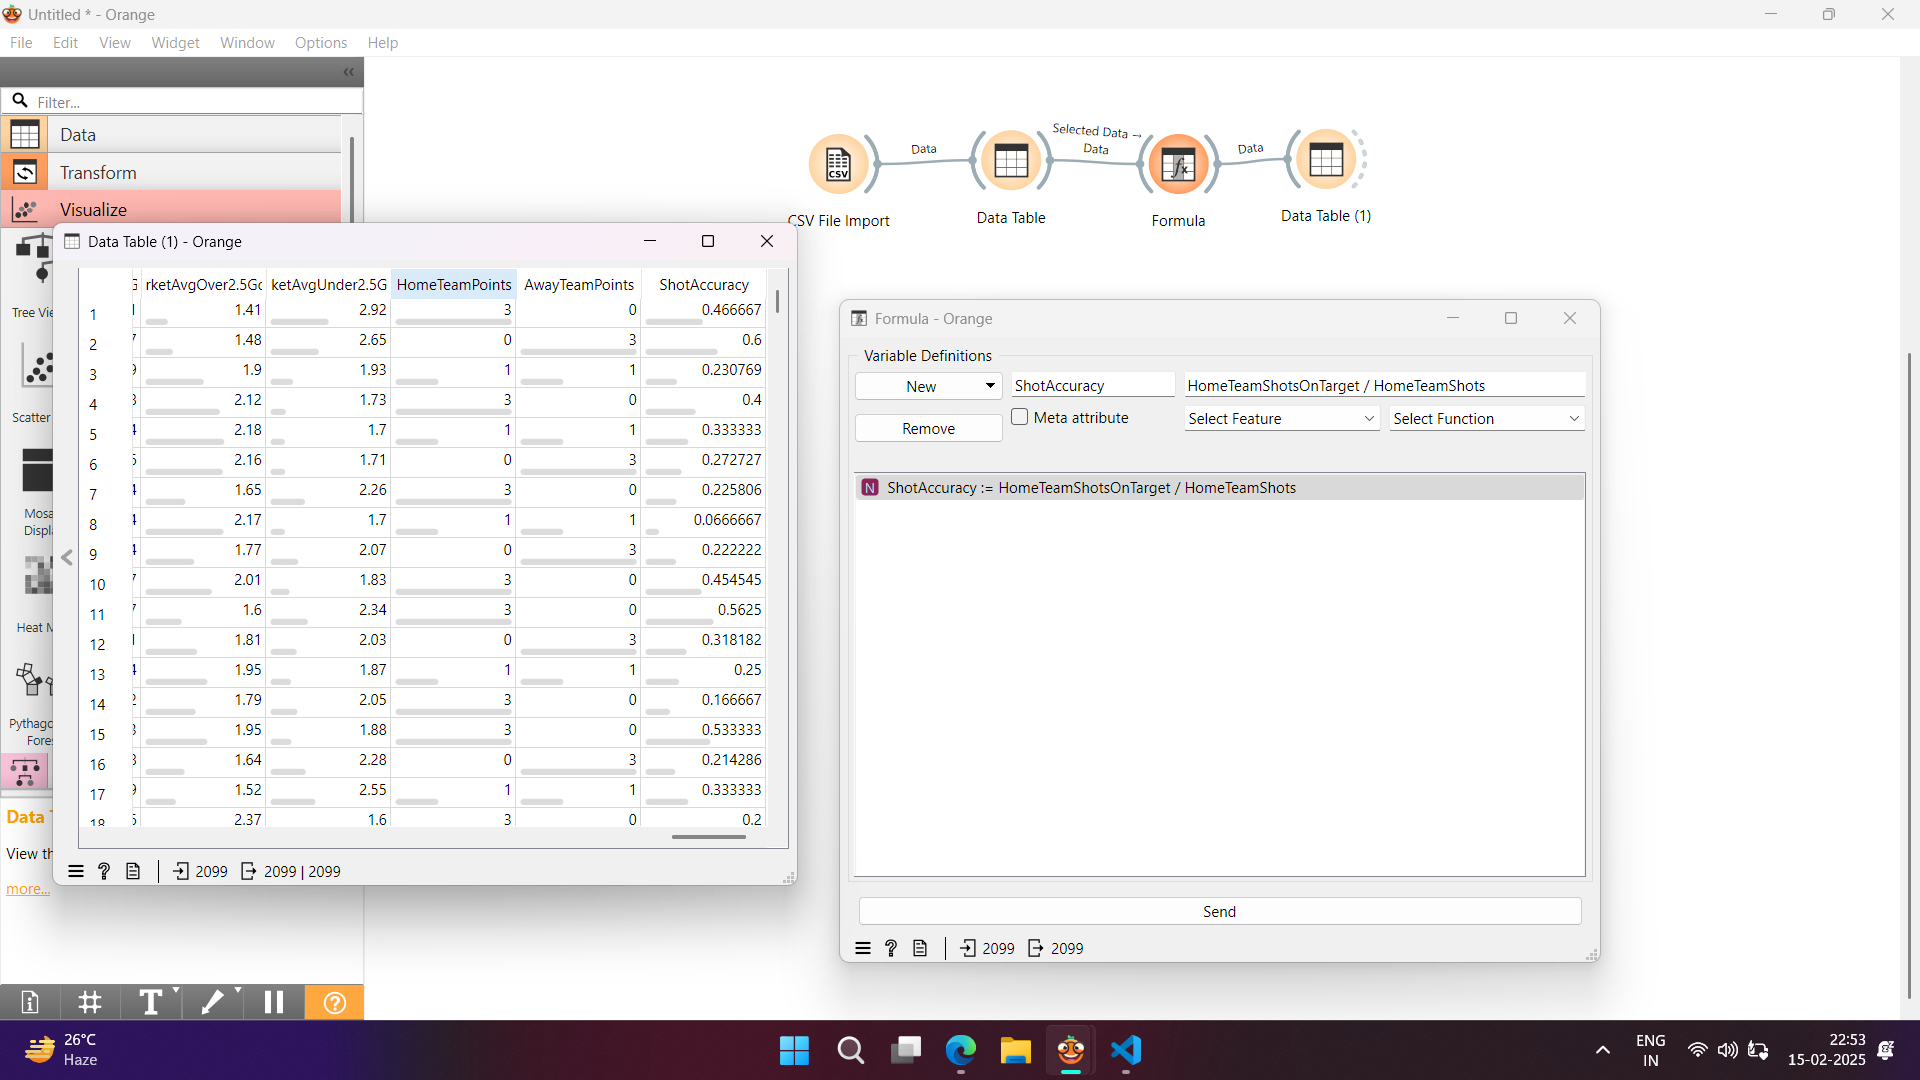 Untitled * - Orange
File Edit View Widget Window Options Help
Filter...
Data
Transform
Visualize
Data
Selected Data →
Data
Data
CSV
CSV File Import
Data Table
Formula
Data Table (1)
Data Table (1) - Orange
rketAvgOver2.5Go ketAvgUnder2.5G HomeTeamPoints AwayTeamPoints ShotAccuracy
1 1.41 2.92 3 0 0.466667
2 1.48 2.65 0 3 0.6
3 1.9 1.93 1 1 0.230769
4 2.12 1.73 3 0 0.4
5 2.18 1.7 1 1 0.333333
6 2.16 1.71 0 3 0.272727
7 1.65 2.26 3 0 0.225806
8 2.17 1.7 1 1 0.0666667
9 1.77 2.07 0 3 0.222222
10 2.01 1.83 3 0 0.454545
11 1.6 2.34 3 0 0.5625
12 1.81 2.03 0 3 0.318182
13 1.95 1.87 1 1 0.25
14 1.79 2.05 3 0 0.166667
15 1.95 1.88 3 0 0.533333
16 1.64 2.28 0 3 0.214286
17 1.52 2.55 1 1 0.333333
18 2.37 1.6 3 0 0.2
2099 2099 | 2099
Tree Vie
Scatter
Mosa
Displ
Heat M
Pythago
Fores
Data
View th
more...
Formula - Orange
Variable Definitions
New ShotAccuracy HomeTeamShotsOnTarget / HomeTeamShots
Remove Meta attribute Select Feature Select Function
N ShotAccuracy := HomeTeamShotsOnTarget / HomeTeamShots
Send
2099 2099
26°C
Haze
ENG
IN
22:53
15-02-2025